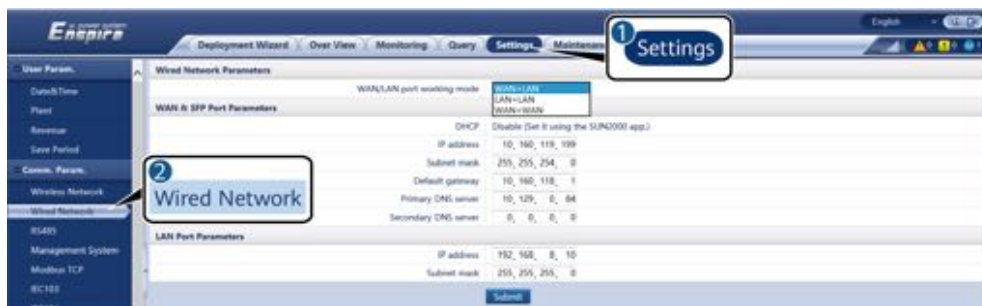 Enspire
English
Deployment Wizard Over View Monitoring Query Settings Maintenance
1 Settings
User Param.
Date&Time
Plant
Revenue
Save Period
Comm. Param.
Wireless Network
Wired Network
RS485
Management System
Modbus TCP
IEC103
2 Wired Network
Wired Network Parameters
WAN/LAN port working mode WAN+LAN
LAN+LAN
WAN+WAN
WAN & SFP Port Parameters
DHCP Disable (Set it using the SUN2000 app.)
IP address 10, 160, 119, 199
Subnet mask 255, 255, 254, 0
Default gateway 10, 160, 118, 1
Primary DNS server 10, 129, 0, 84
Secondary DNS server 0, 0, 0, 0
LAN Port Parameters
IP address 192, 168, 8, 10
Subnet mask 255, 255, 255, 0
Submit